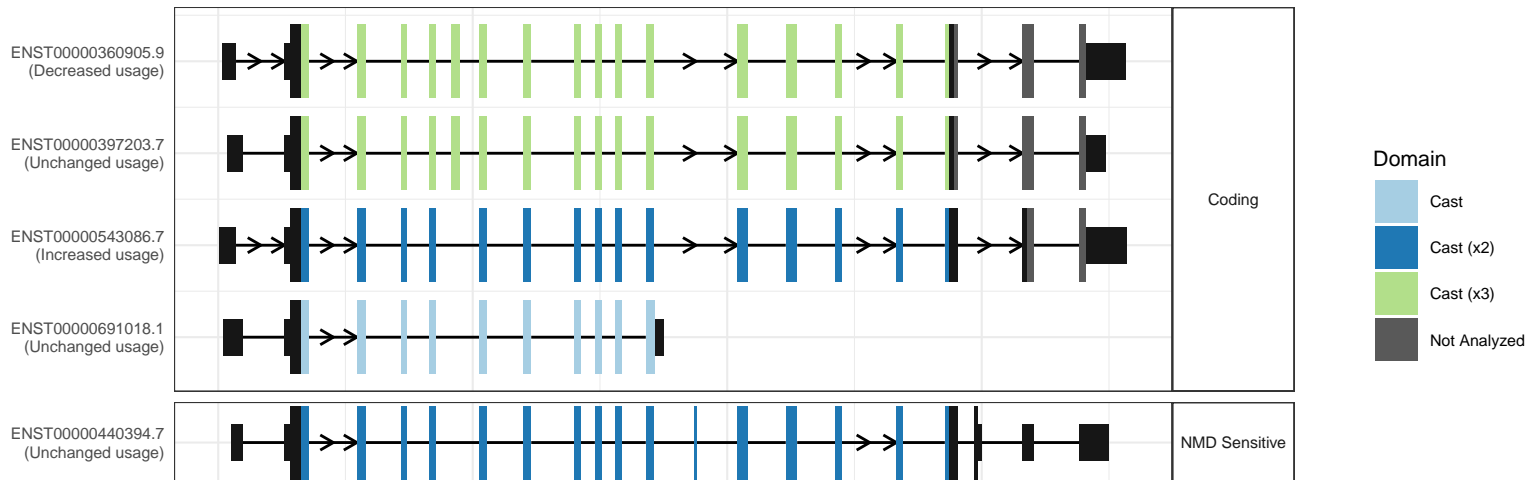 ENST00000360905.9
(Decreased usage)
ENST00000397203.7
(Unchanged usage)
ENST00000543086.7
(Increased usage)
ENST00000691018.1
(Unchanged usage)
ENST00000440394.7
(Unchanged usage)
Coding
NMD Sensitive
Domain
Cast
Cast (x2)
Cast (x3)
Not Analyzed